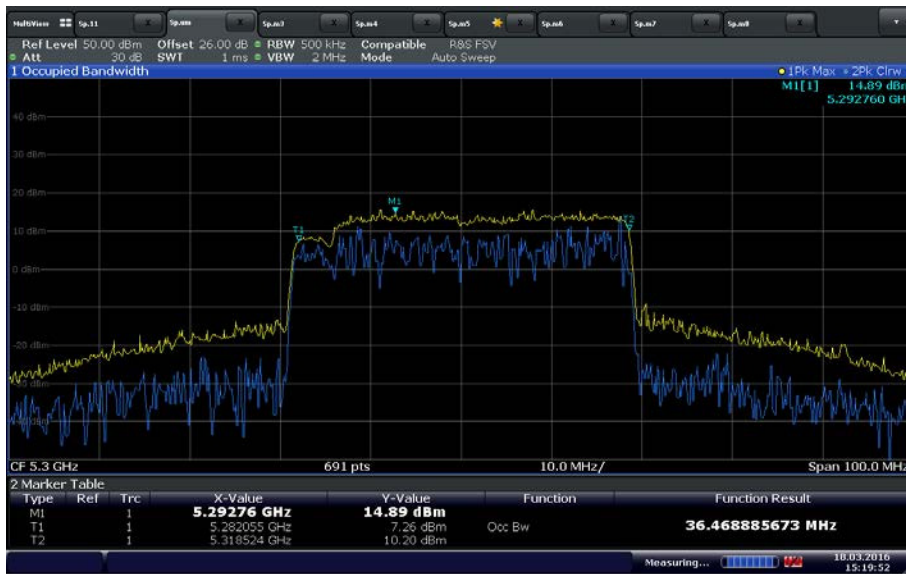 MultiView Sp.11 x x Sp.m3 x Sp.m4 x Sp.m5 x Sp.m6 x Sp.m7 x Sp.m8 x
Ref Level 50.00 dBm Offset 26.00 dB RBW 500 kHz Compatible R&S FSV
Att 30 dB SWT 1 ms VBW 2 MHz Mode Auto Sweep
1 Occupied Bandwidth 1Pk Max 2Pk Clrw
M1[1] 14.89 dBm
5.292760 GH
40 dBm
30 dBm
20 dBm
M1
T2
T1
10 dBm
0 dBm
-10 dBm
-20 dBm
-30 dBm
CF 5.3 GHz 691 pts 10.0 MHz/ Span 100.0 MHz
2 Marker Table
Type Ref Trc X-Value Y-Value Function Function Result
M1 1 5.29276 GHz 14.89 dBm
T1 1 5.282055 GHz 7.26 dBm Occ Bw 36.468885673 MHz
T2 1 5.318524 GHz 10.20 dBm
Measuring... 18.03.2016
15:19:52